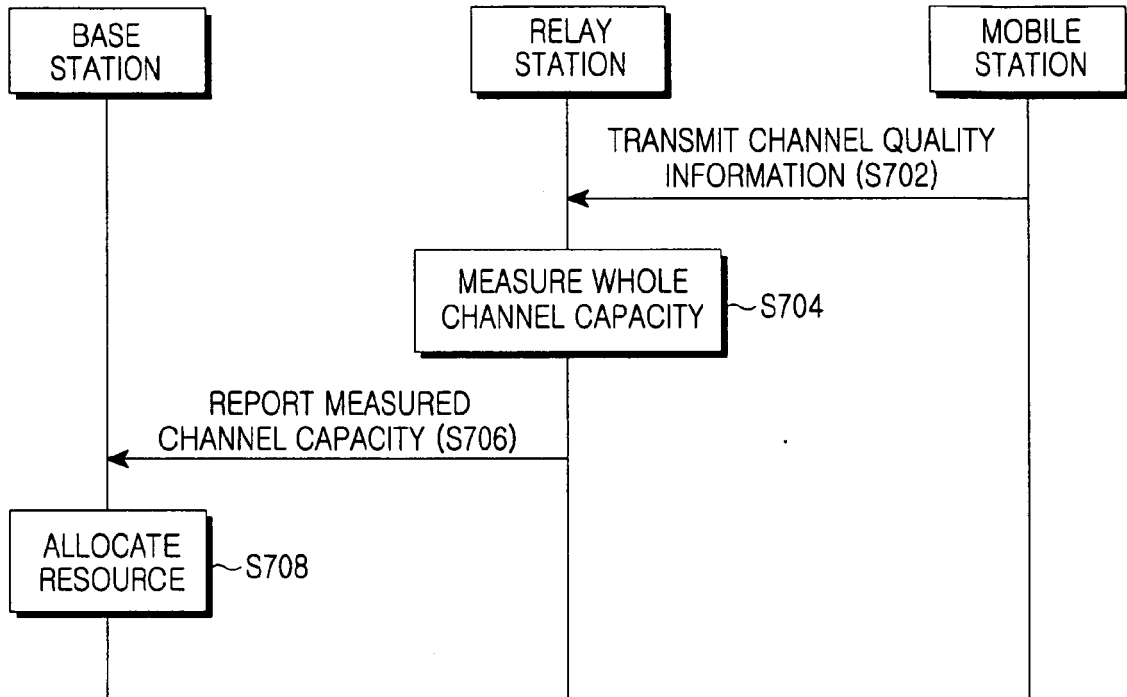 BASE
STATION
RELAY
STATION
MOBILE
STATION
TRANSMIT CHANNEL QUALITY
INFORMATION (S702)
MEASURE WHOLE
CHANNEL CAPACITY
S704
REPORT MEASURED
CHANNEL CAPACITY (S706)
ALLOCATE
RESOURCE
S708